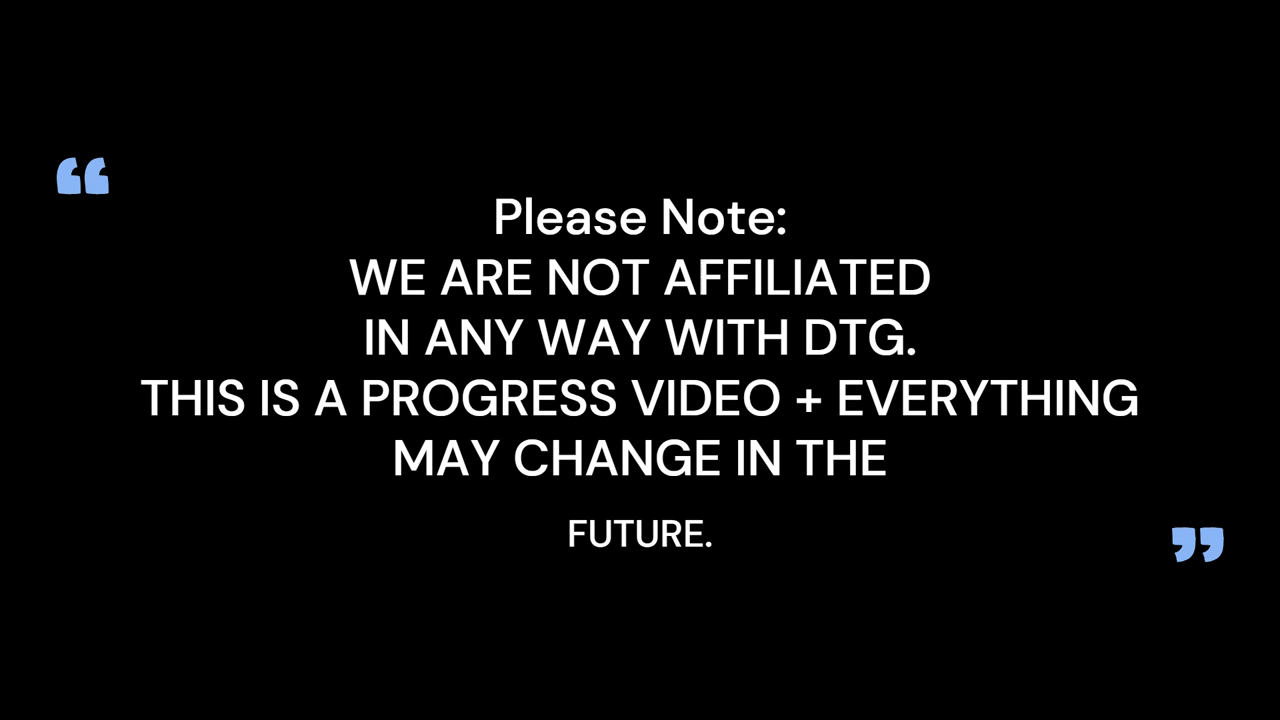 “
Please Note:
WE ARE NOT AFFILIATED
IN ANY WAY WITH DTG.
THIS IS A PROGRESS VIDEO + EVERYTHING
MAY CHANGE IN THE
FUTURE.
”